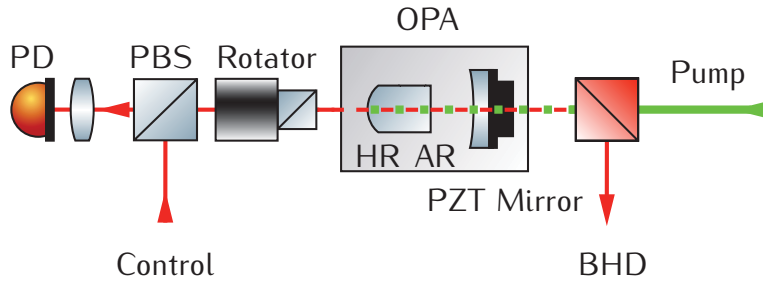 OPA
PD
PBS
Rotator
Pump
HR AR
PZT Mirror
Control
BHD